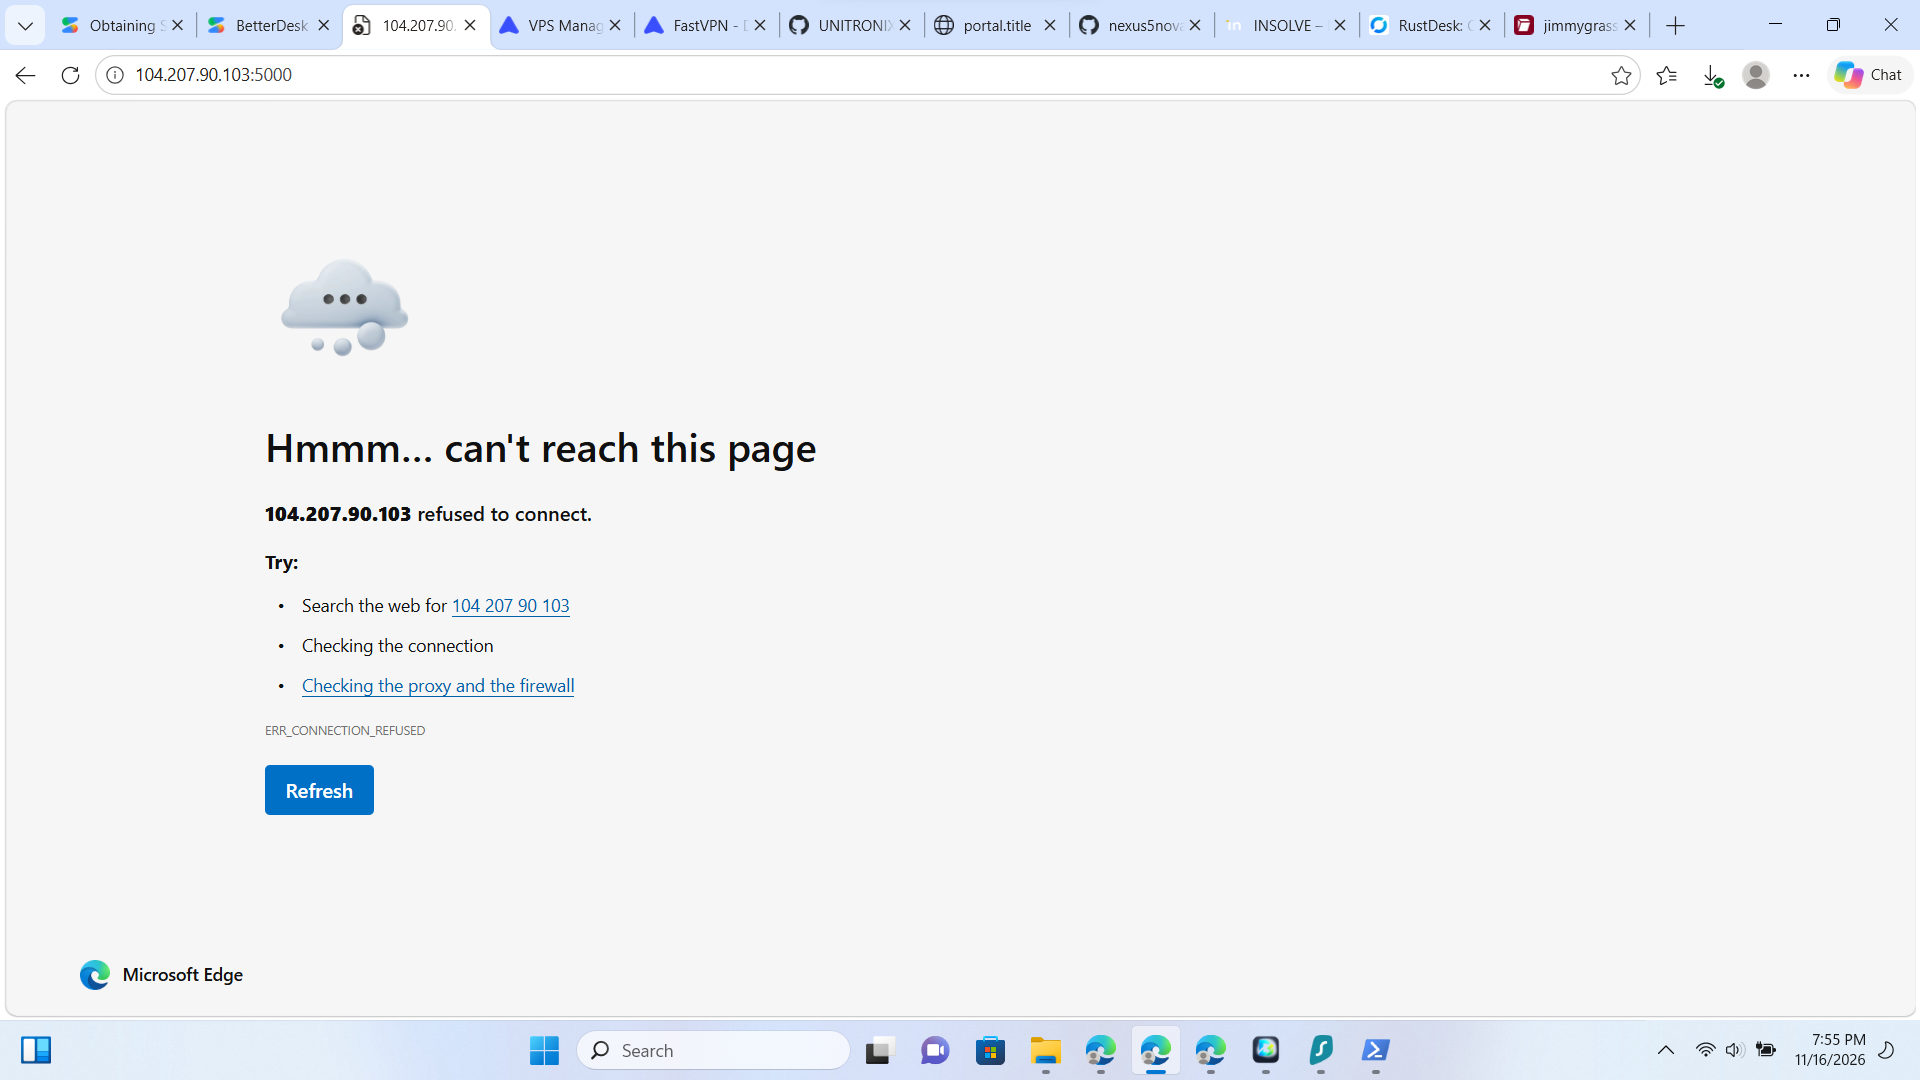 Obtaining S
BetterDesk
104.207.90.
VPS Manag
FastVPN - D
UNITRONIX
portal.title
nexus5nova
INSOLVE –
RustDesk: O
jimmygrass
104.207.90.103:5000
Chat
Hmmm... can't reach this page
104.207.90.103 refused to connect.
Try:
• Search the web for 104 207 90 103
• Checking the connection
• Checking the proxy and the firewall
ERR_CONNECTION_REFUSED
Refresh
Microsoft Edge
Search
7:55 PM
11/16/2026